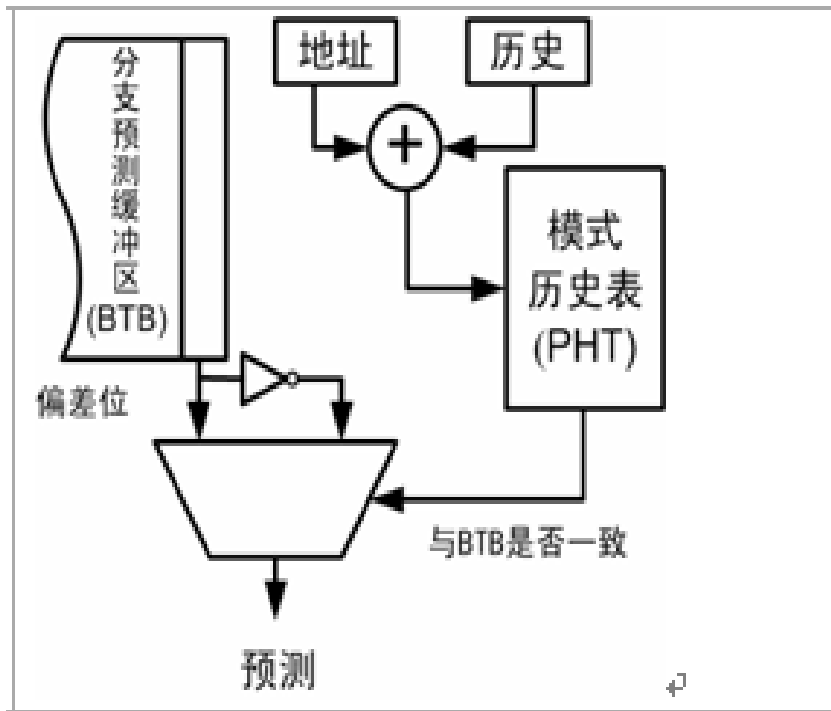 分支预测缓冲区
(BTB)
地址
历史
+
模式
历史表
(PHT)
偏差位
与BTB是否一致
预测